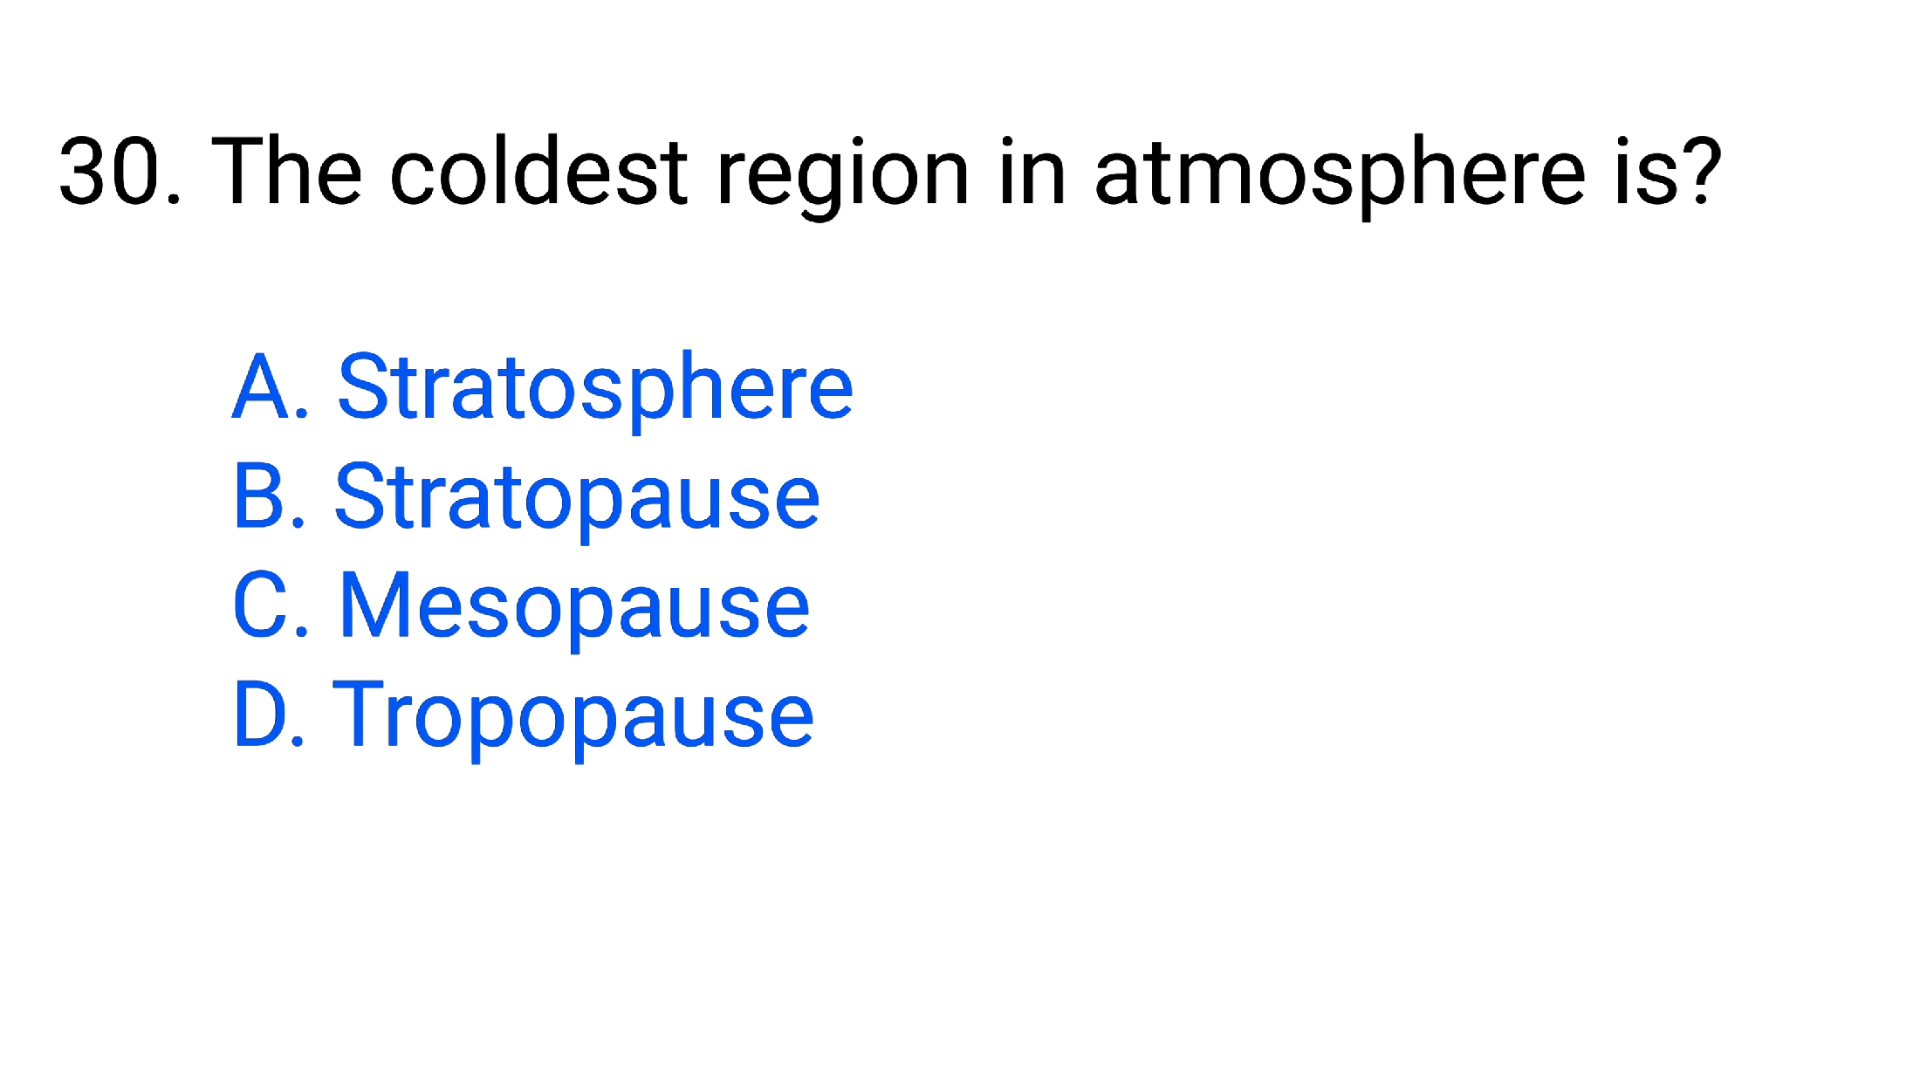 30. The coldest region in atmosphere is?
A. Stratosphere
B. Stratopause
C. Mesopause
D. Tropopause